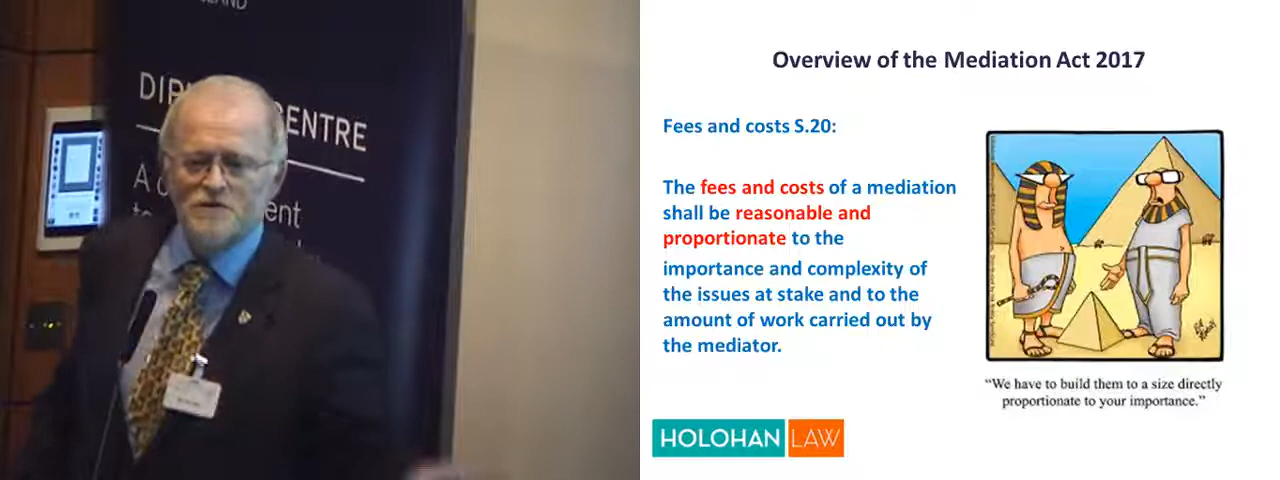 DI
ENTRE
A c
ent
Overview of the Mediation Act 2017
Fees and costs S.20:
The fees and costs of a mediation
shall be reasonable and
proportionate to the
importance and complexity of
the issues at stake and to the
amount of work carried out by
the mediator.
“We have to build them to a size directly
proportionate to your importance.”
HOLOHAN LAW